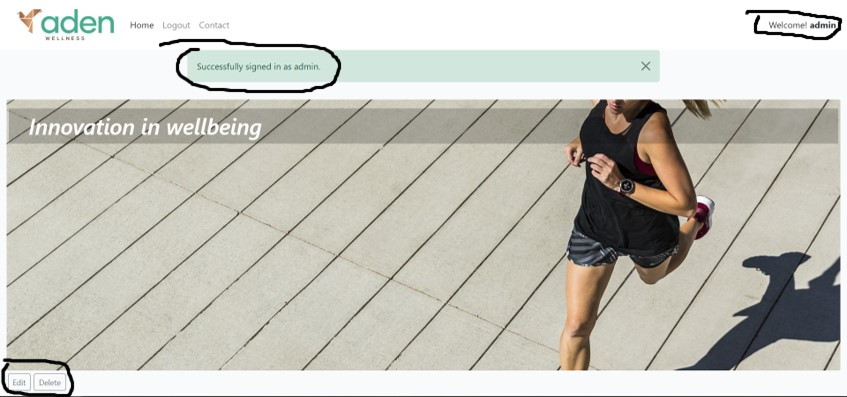 aden
WELLNESS
Home Logout Contact
Welcome! admin
Successfully signed in as admin.
Innovation in wellbeing
Edit Delete